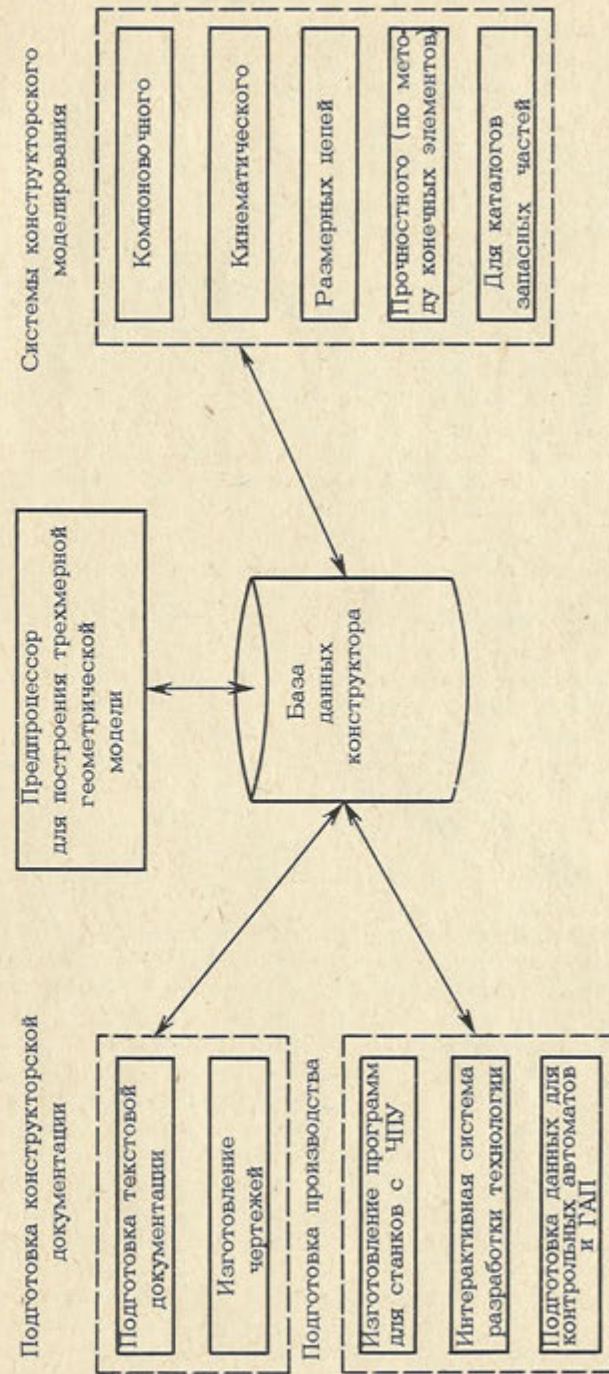 Подготовка конструкторской
документации
Подготовка текстовой
документации
Изготовление
чертежей
Подготовка производства
Изготовление программ
для станков с ЧПУ
Интерактивная система
разработки технологии
Подготовка данных для
контрольных автоматов
и ГАП
Предпроцессор
для построения трехмерной
геометрической
модели
База
данных
конструктора
Системы конструкторского
моделирования
Компоновочного
Кинематического
Размерных цепей
Прочностного (по мето-
ду конечных элементов)
Для каталогов
запасных частей